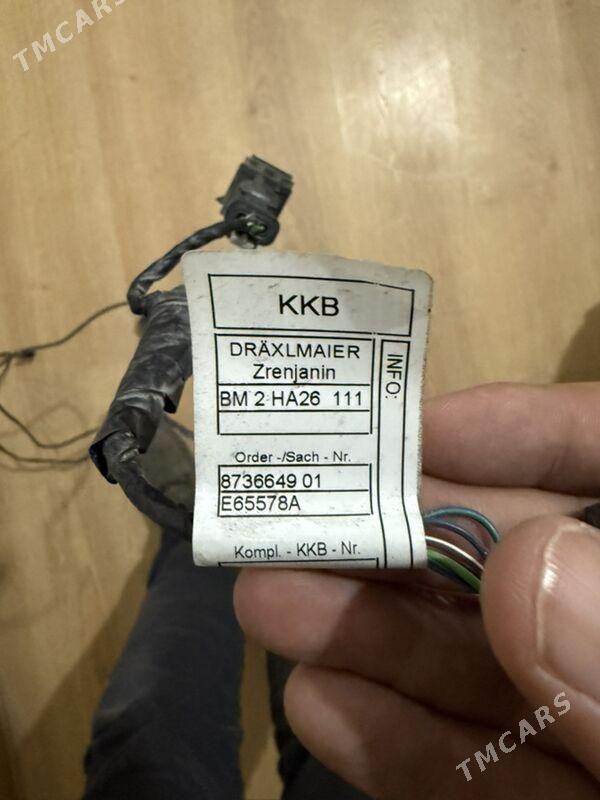 TMCARS
KKB
DRÄXLMAIER
Zrenjanin
BM 2 HA26 111
INFO:
Order -/Sach - Nr.
8736649 01
E65578A
Kompl. - KKB - Nr.
TMCARS